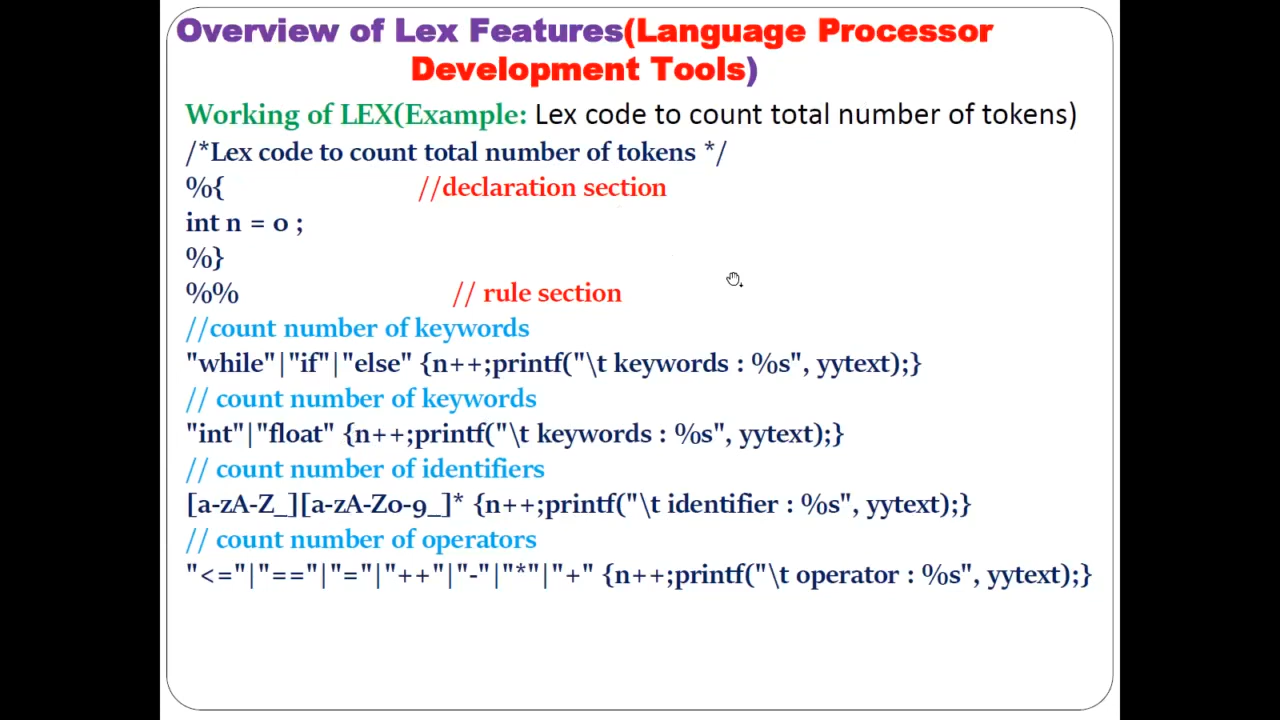 Overview of Lex Features(Language Processor
Development Tools)
Working of LEX(Example: Lex code to count total number of tokens)
/*Lex code to count total number of tokens */
%{ //declaration section
int n = 0 ;
%}
%% // rule section
//count number of keywords
"while"|"if"|"else" {n++;printf("\t keywords : %s", yytext);}
// count number of keywords
"int"|"float" {n++;printf("\t keywords : %s", yytext);}
// count number of identifiers
[a-zA-Z_][a-zA-Z0-9_]* {n++;printf("\t identifier : %s", yytext);}
// count number of operators
"<="|"=="|"="|"++"|"-"|"*"|"+" {n++;printf("\t operator : %s", yytext);}